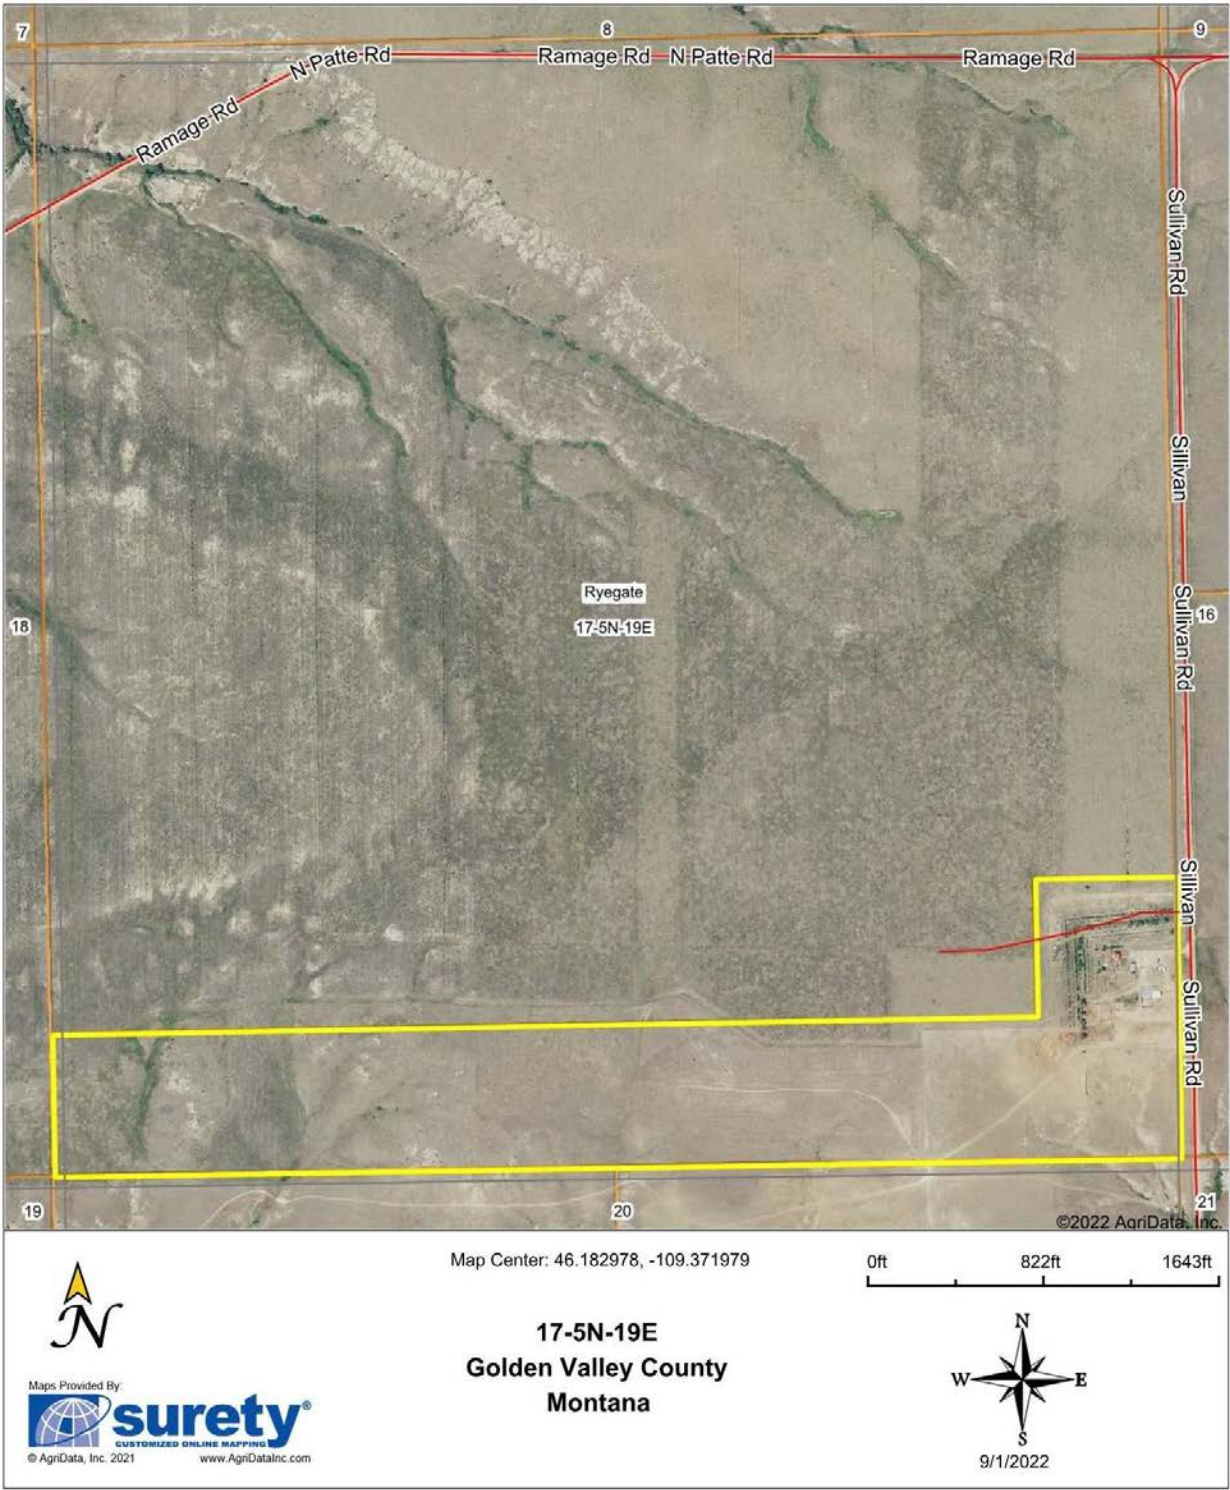 7
8
9
N Patte Rd
Ramage Rd
N Patte Rd
Ramage Rd
Ramage Rd
Sullivan Rd
Sillivan
Ryegate
Sullivan Rd
16
18
17-5N-19E
Sillivan
Sullivan Rd
19
20
21
©2022 AgriData, Inc.
Map Center: 46.182978, -109.371979
0ft 822ft 1643ft
N
17-5N-19E
Golden Valley County
Montana
N
W E
S
9/1/2022
Maps Provided By:
surety®
CUSTOMIZED ONLINE MAPPING
© AgriData, Inc. 2021 www.AgriDataInc.com